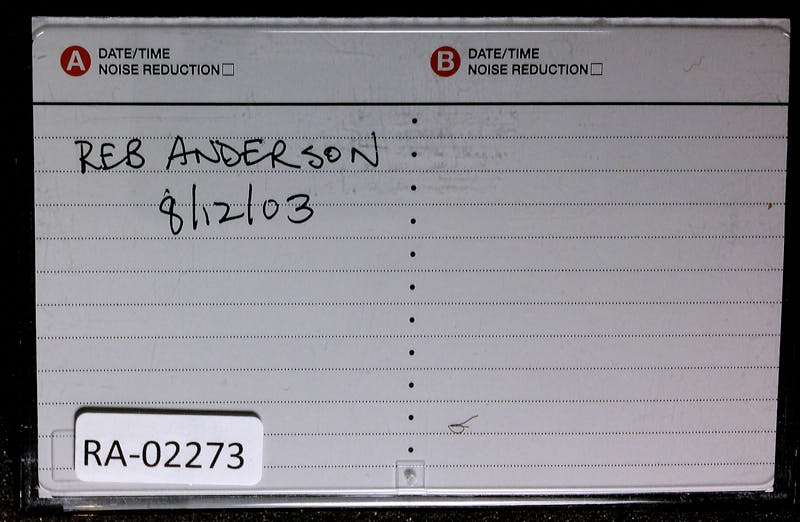 A DATE/TIME
NOISE REDUCTION
B DATE/TIME
NOISE REDUCTION
REB ANDERSON
8/12/03
RA-02273